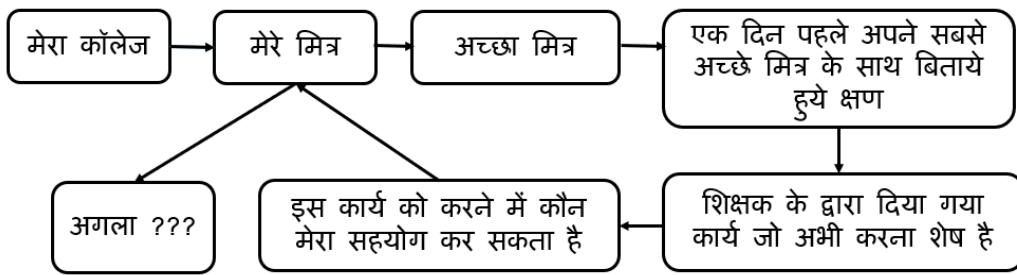 मेरा कॉलेज
मेरे मित्र
अच्छा मित्र
एक दिन पहले अपने सबसे
अच्छे मित्र के साथ बिताये
हुये क्षण
शिक्षक के द्वारा दिया गया
कार्य जो अभी करना शेष है
इस कार्य को करने में कौन
मेरा सहयोग कर सकता है
अगला ???